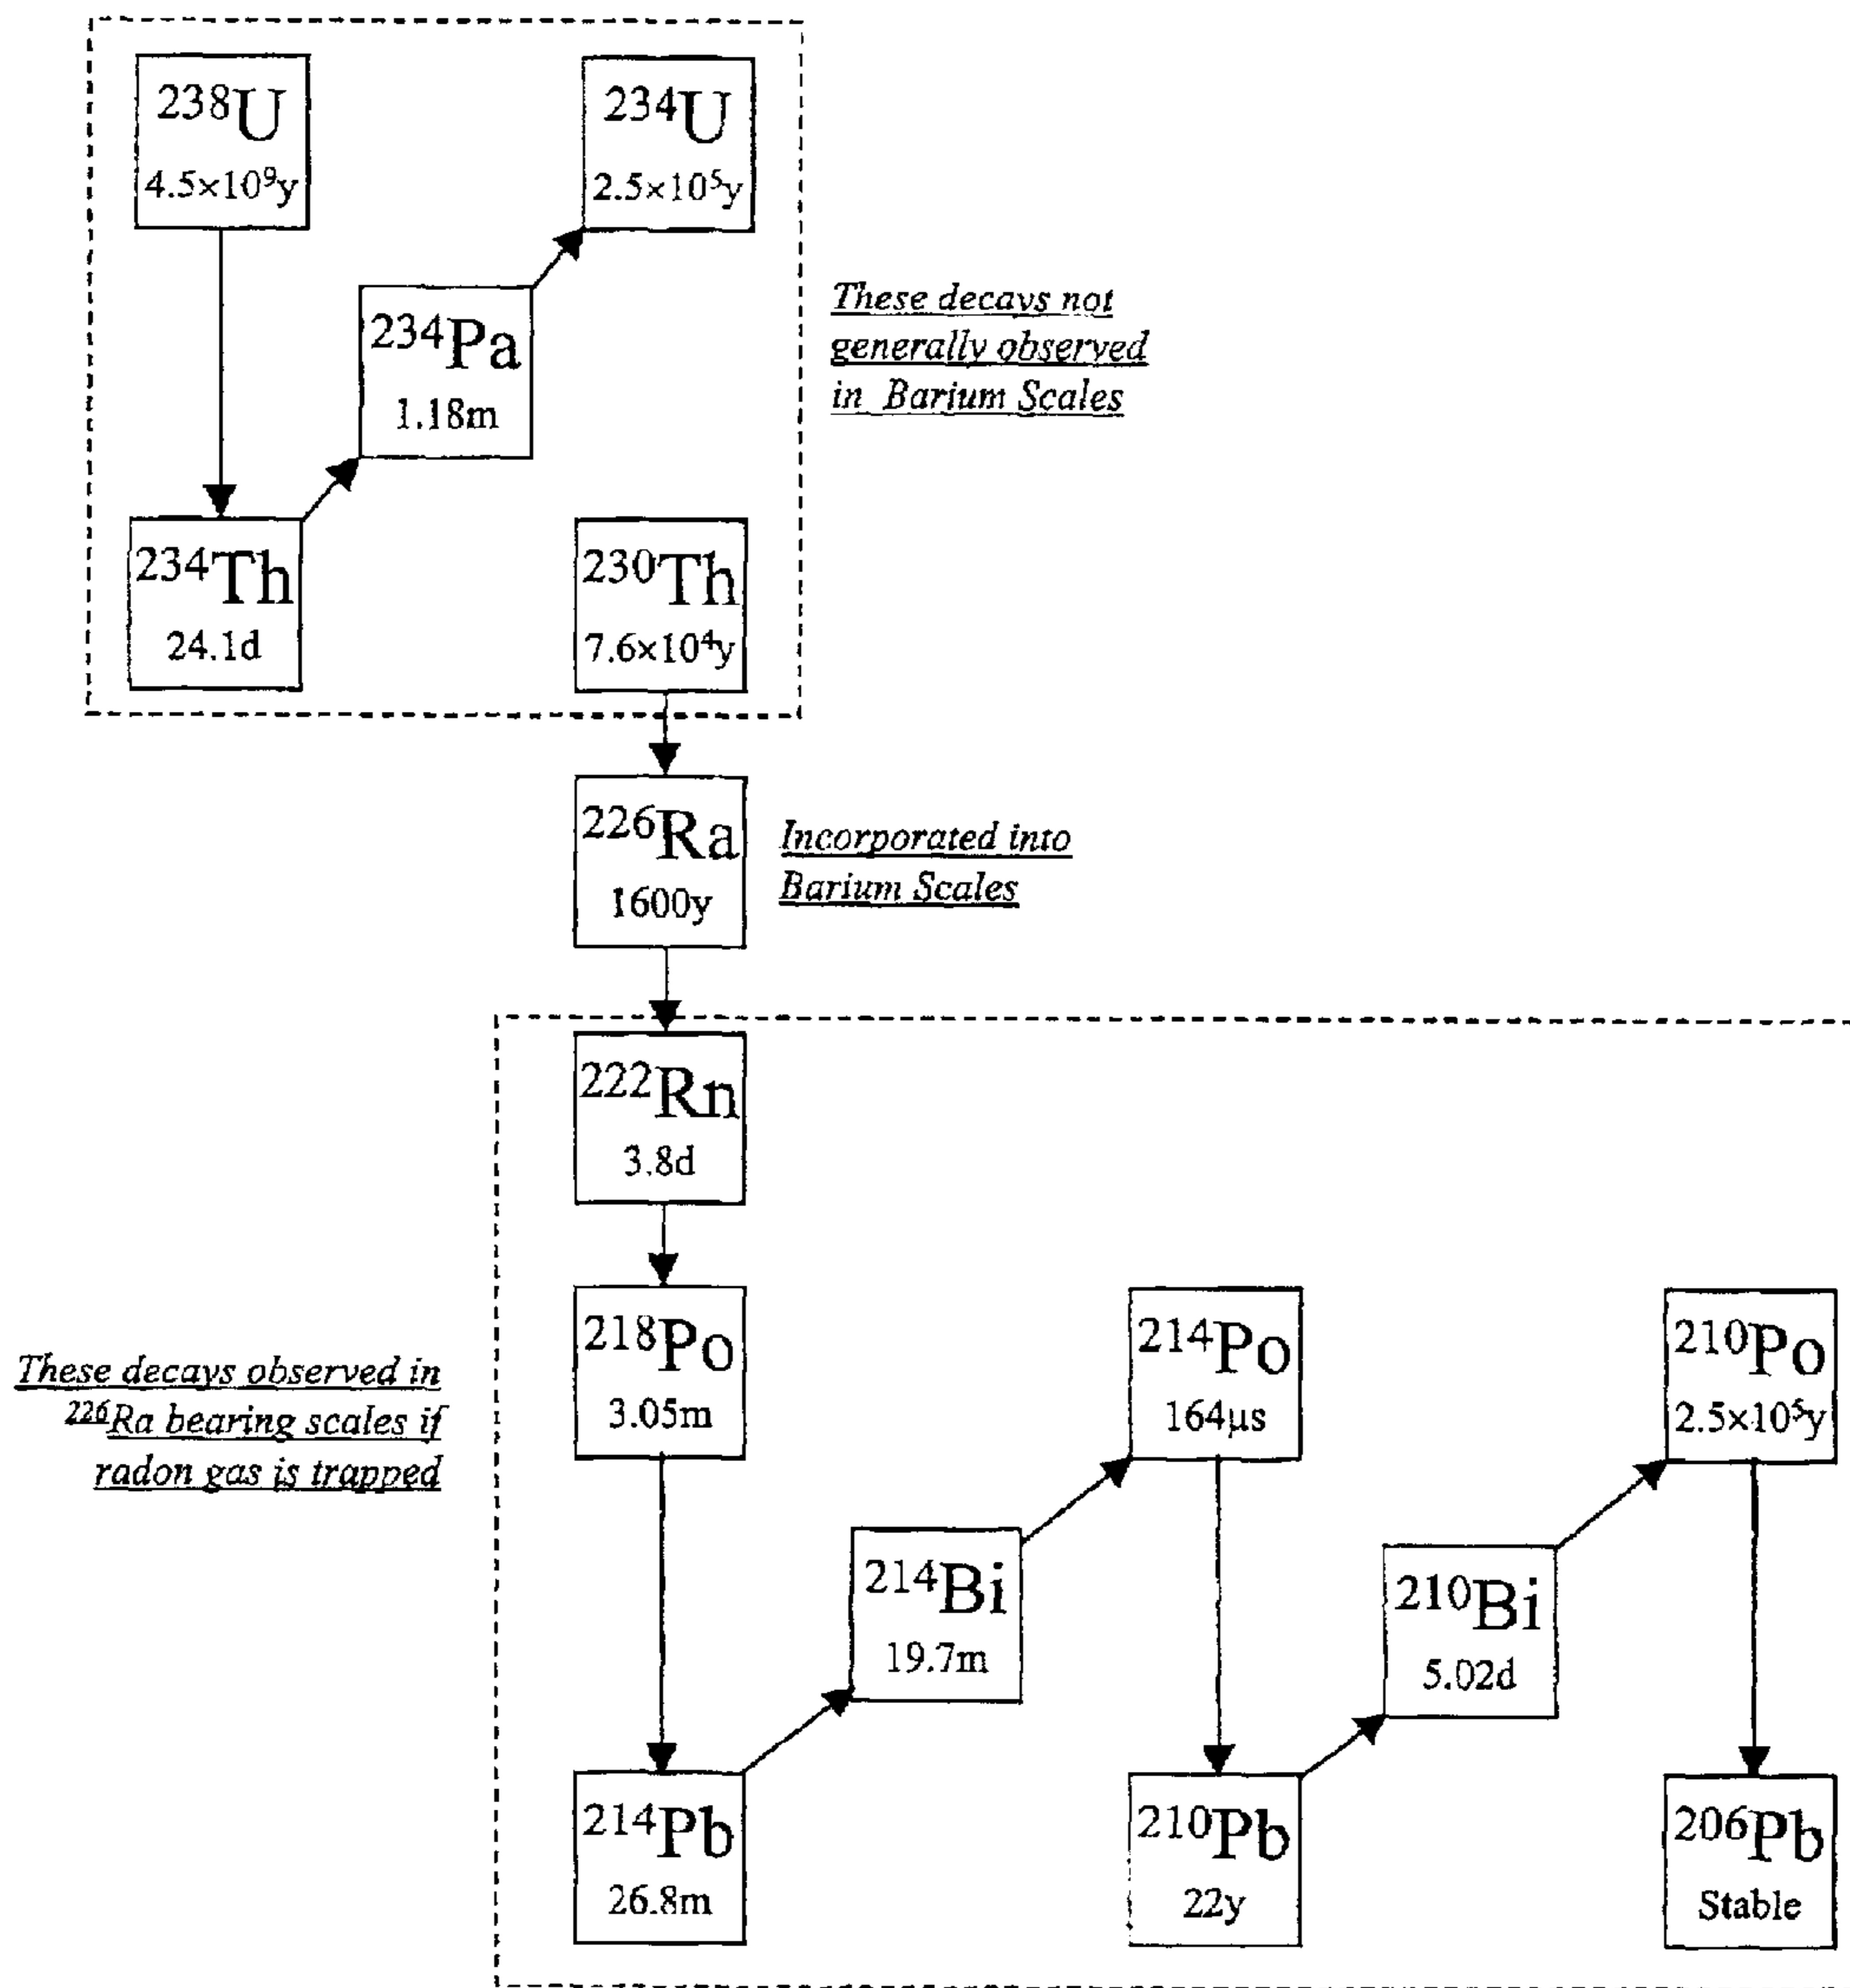 ²³⁸U
4.5×10⁹y
²³⁴U
2.5×10⁵y
²³⁴Pa
1.18m
These decays not
generally observed
in Barium Scales
²³⁴Th
24.1d
²³⁰Th
7.6×10⁴y
²²⁶Ra
1600y
Incorporated into
Barium Scales
²²²Rn
3.8d
These decays observed in
²²⁶Ra bearing scales if
radon gas is trapped
²¹⁸Po
3.05m
²¹⁴Po
164µs
²¹⁰Po
2.5×10⁵y
²¹⁴Bi
19.7m
²¹⁰Bi
5.02d
²¹⁴Pb
26.8m
²¹⁰Pb
22y
²⁰⁶Pb
Stable